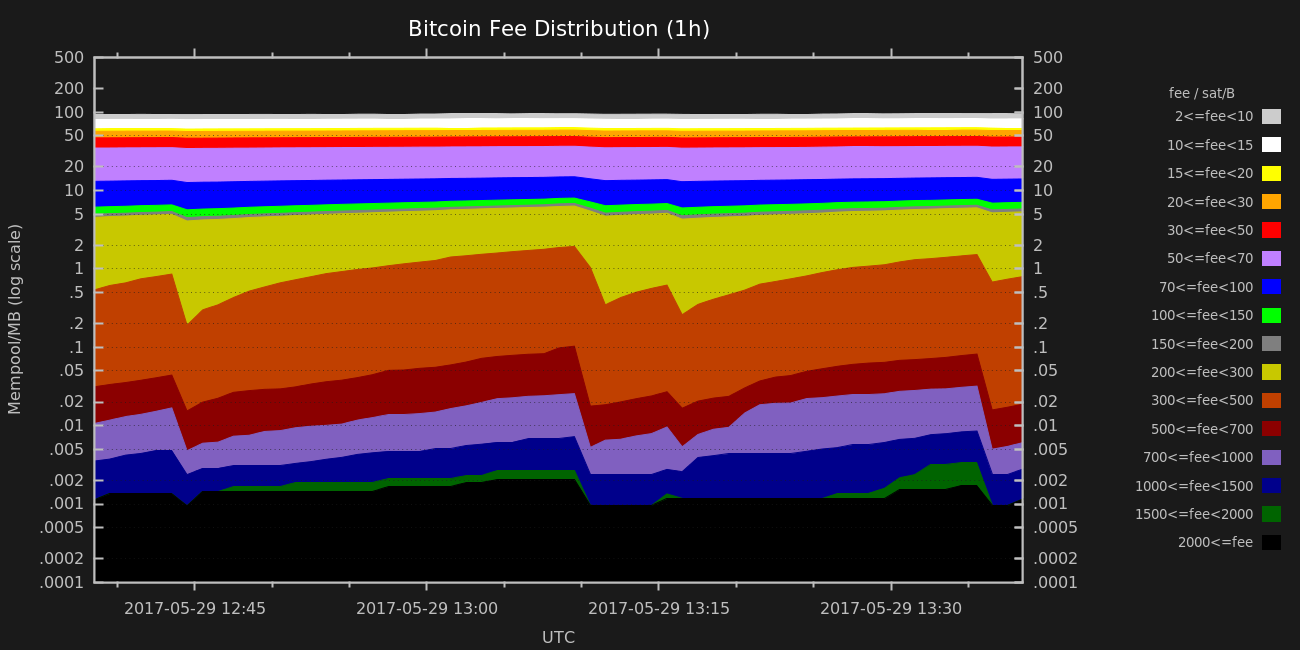 Bitcoin Fee Distribution (1h)
500
200
100
50
20
10
5
2
1
.5
.2
.1
.05
.02
.01
.005
.002
.001
.0005
.0002
.0001
Mempool/MB (log scale)
500
200
100
50
20
10
5
2
1
.5
.2
.1
.05
.02
.01
.005
.002
.001
.0005
.0002
.0001
2017-05-29 12:45
2017-05-29 13:00
2017-05-29 13:15
2017-05-29 13:30
UTC
fee / sat/B
2<=fee<10
10<=fee<15
15<=fee<20
20<=fee<30
30<=fee<50
50<=fee<70
70<=fee<100
100<=fee<150
150<=fee<200
200<=fee<300
300<=fee<500
500<=fee<700
700<=fee<1000
1000<=fee<1500
1500<=fee<2000
2000<=fee